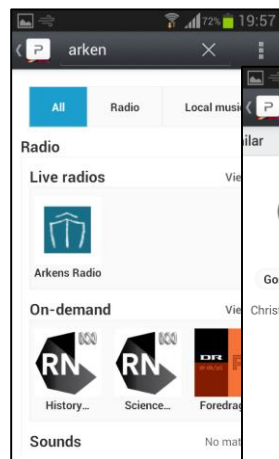 72% 19:57
arken
All Radio Local musi
Radio
Live radios Vie
Arkens Radio
On-demand Vie
RN RN DR
History... Science... Foredrag
Sounds No mat
ilar
Go
Christ